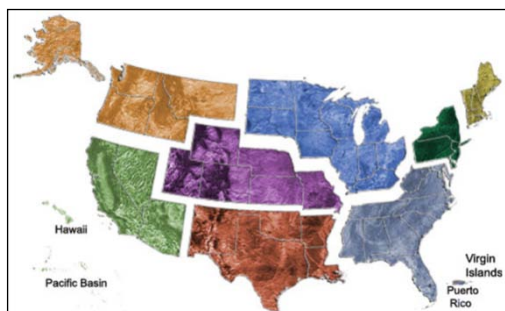 Hawaii
Pacific Basin
Virgin
Islands
Puerto
Rico